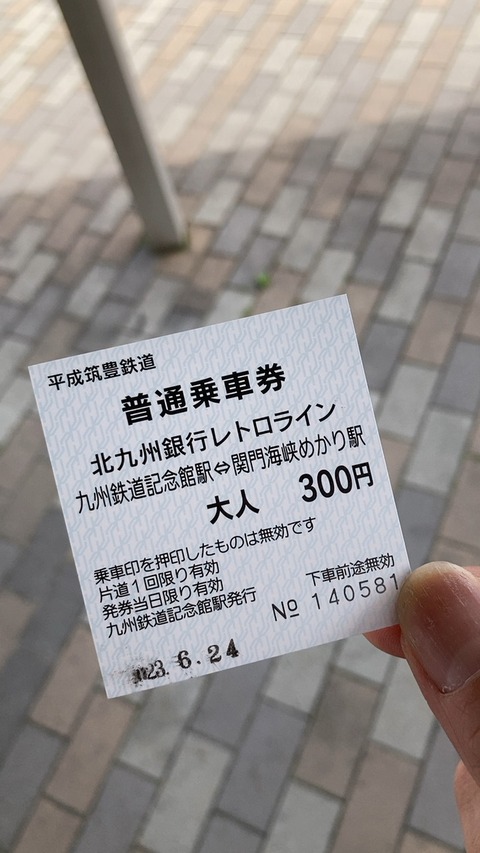 平成筑豊鉄道
普通乗車券
北九州銀行レトロライン
九州鉄道記念館駅⇔関門海峡めかり駅
大人 300円
乗車印を押印したものは無効です
片道1回限り有効
発券当日限り有効 下車前途無効
九州鉄道記念館駅発行 № 140581
2023. 6. 24